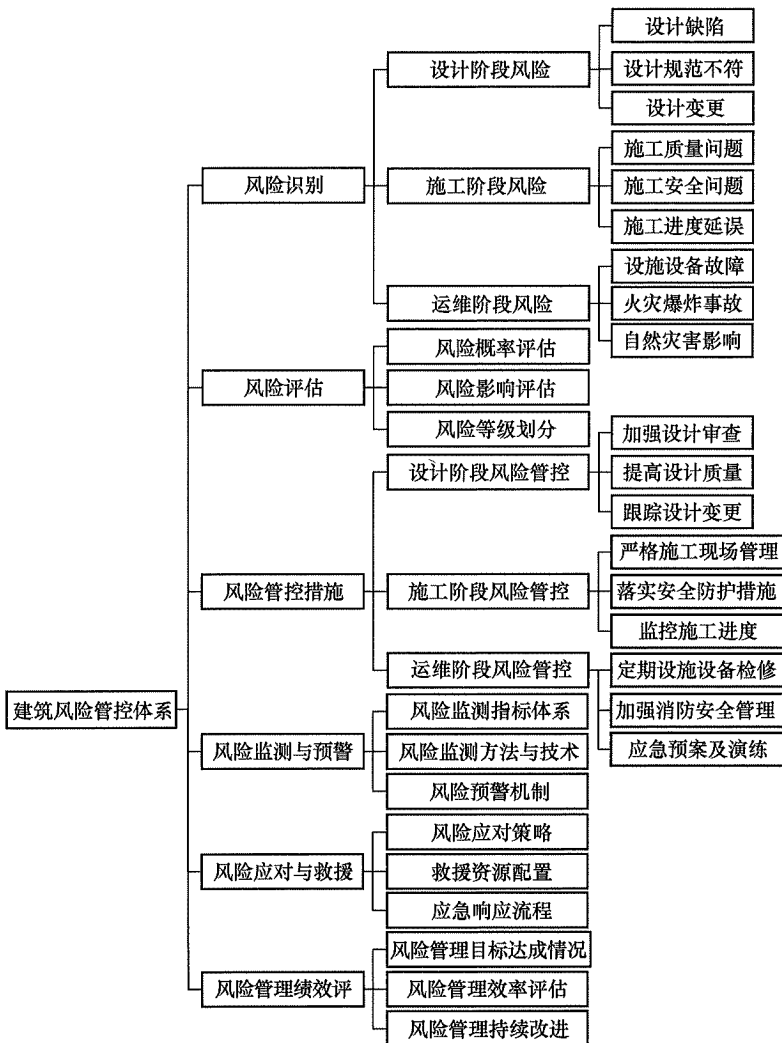 建筑风险管控体系
风险识别
设计阶段风险
设计缺陷
设计规范不符
设计变更
施工阶段风险
施工质量问题
施工安全问题
施工进度延误
运维阶段风险
设施设备故障
火灾爆炸事故
自然灾害影响
风险评估
风险概率评估
风险影响评估
风险等级划分
风险管控措施
设计阶段风险管控
加强设计审查
提高设计质量
跟踪设计变更
施工阶段风险管控
严格施工现场管理
落实安全防护措施
监控施工进度
运维阶段风险管控
定期设施设备检修
加强消防安全管理
应急预案及演练
风险监测与预警
风险监测指标体系
风险监测方法与技术
风险预警机制
风险应对与救援
风险应对策略
救援资源配置
应急响应流程
风险管理绩效评
风险管理目标达成情况
风险管理效率评估
风险管理持续改进